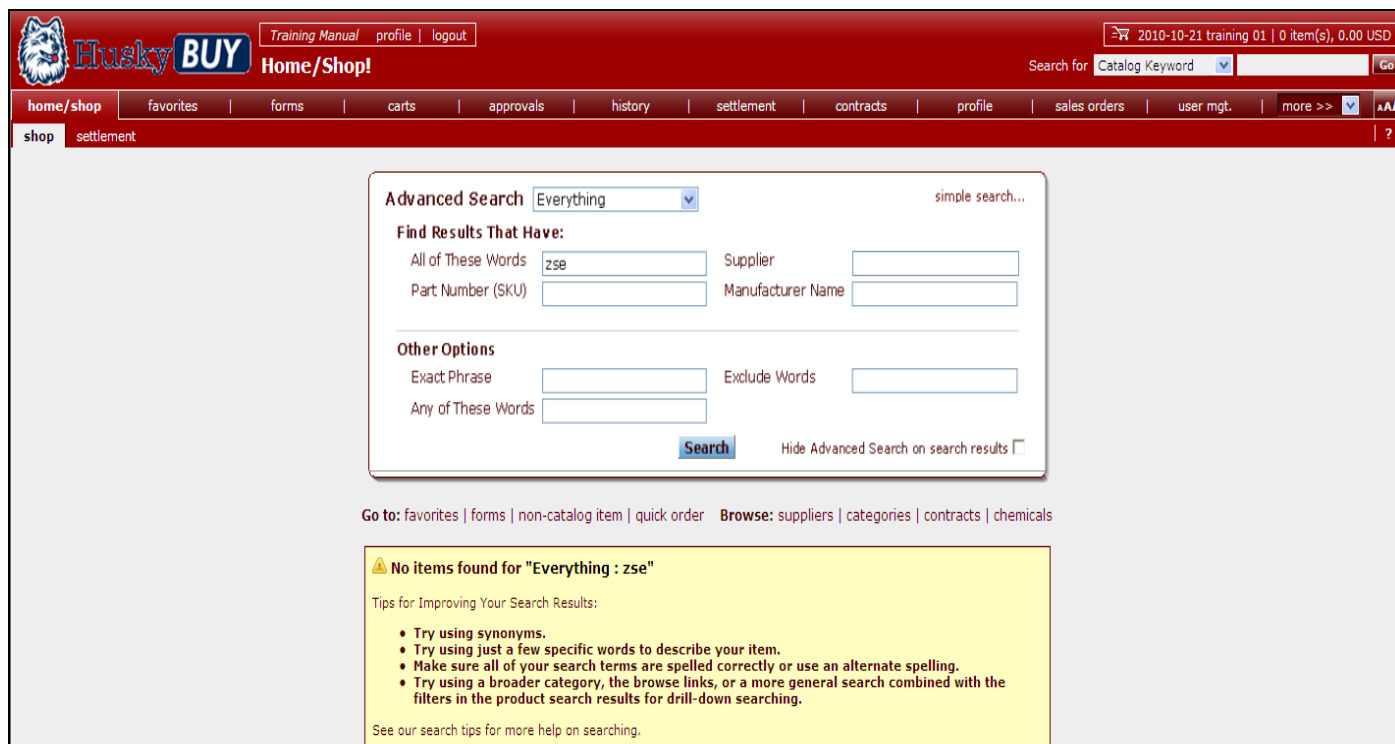 Husky BUY
Training Manual profile | logout
Home/Shop!
2010-10-21 training 01 | 0 item(s), 0.00 USD
Search for Catalog Keyword Go
home/shop favorites | forms | carts | approvals | history | settlement | contracts | profile | sales orders | user mgt. | more >>
shop settlement | ?
Advanced Search Everything simple search...
Find Results That Have:
All of These Words zse Supplier
Part Number (SKU) Manufacturer Name
Other Options
Exact Phrase Exclude Words
Any of These Words
Search Hide Advanced Search on search results
Go to: favorites | forms | non-catalog item | quick order Browse: suppliers | categories | contracts | chemicals
No items found for "Everything : zse"
Tips for Improving Your Search Results:
• Try using synonyms.
• Try using just a few specific words to describe your item.
• Make sure all of your search terms are spelled correctly or use an alternate spelling.
• Try using a broader category, the browse links, or a more general search combined with the
filters in the product search results for drill-down searching.
See our search tips for more help on searching.